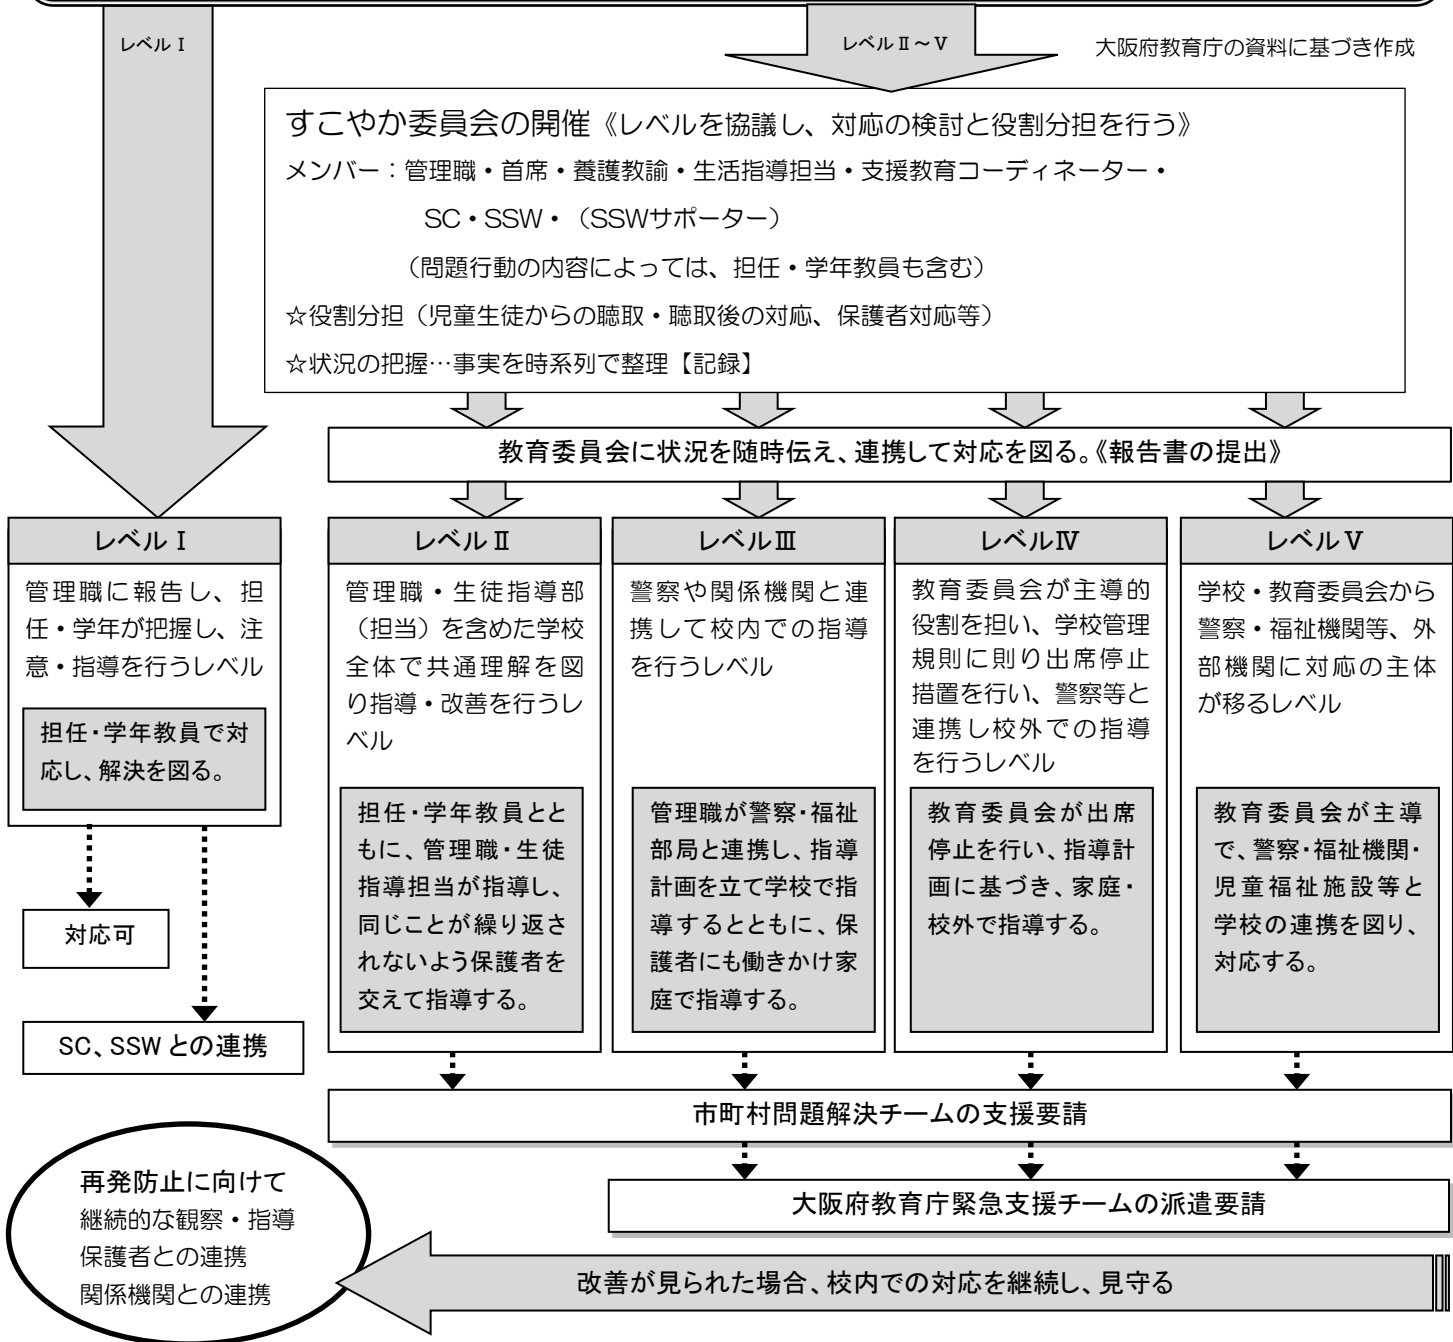 レベルⅠ
レベルⅡ～Ⅴ
大阪府教育庁の資料に基づき作成
すこやか委員会の開催《レベルを協議し、対応の検討と役割分担を行う》
メンバー：管理職・首席・養護教諭・生活指導担当・支援教育コーディネーター・
SC・SSW・（SSWサポーター）
（問題行動の内容によっては、担任・学年教員も含む）
☆役割分担（児童生徒からの聴取・聴取後の対応、保護者対応等）
☆状況の把握…事実を時系列で整理【記録】
教育委員会に状況を随時伝え、連携して対応を図る。《報告書の提出》
レベルⅠ
管理職に報告し、担
任・学年が把握し、注
意・指導を行うレベル
担任・学年教員で対
応し、解決を図る。
対応可
SC、SSWとの連携
レベルⅡ
管理職・生徒指導部
（担当）を含めた学校
全体で共通理解を図
り指導・改善を行うレ
ベル
担任・学年教員とと
もに、管理職・生徒
指導担当が指導し、
同じことが繰り返さ
れないよう保護者を
交えて指導する。
レベルⅢ
警察や関係機関と連
携して校内での指導
を行うレベル
管理職が警察・福祉
部局と連携し、指導
計画を立て学校で指
導するとともに、保
護者にも働きかけ家
庭で指導する。
レベルⅣ
教育委員会が主導的
役割を担い、学校管理
規則に則り出席停止
措置を行い、警察等と
連携し校外での指導
を行うレベル
教育委員会が出席
停止を行い、指導計
画に基づき、家庭・
校外で指導する。
レベルⅤ
学校・教育委員会から
警察・福祉機関等、外
部機関に対応の主体
が移るレベル
教育委員会が主導
で、警察・福祉機関・
児童福祉施設等と
学校の連携を図り、
対応する。
市町村問題解決チームの支援要請
大阪府教育庁緊急支援チームの派遣要請
改善が見られた場合、校内での対応を継続し、見守る
再発防止に向けて
継続的な観察・指導
保護者との連携
関係機関との連携